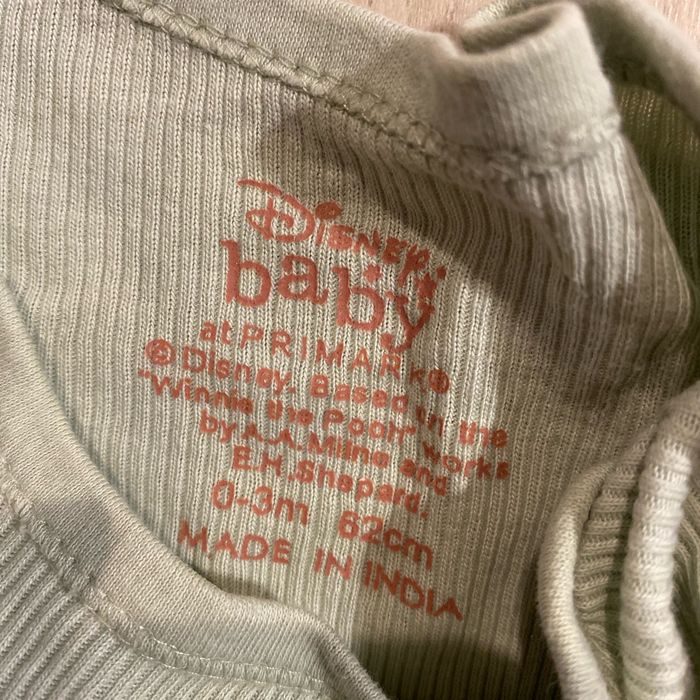 Disney
baby
at PRIMARK®
©Disney. Based on the
"Winnie the Pooh" works
by A.A.Milne and
E.H.Shepard.
0-3m 62cm
MADE IN INDIA